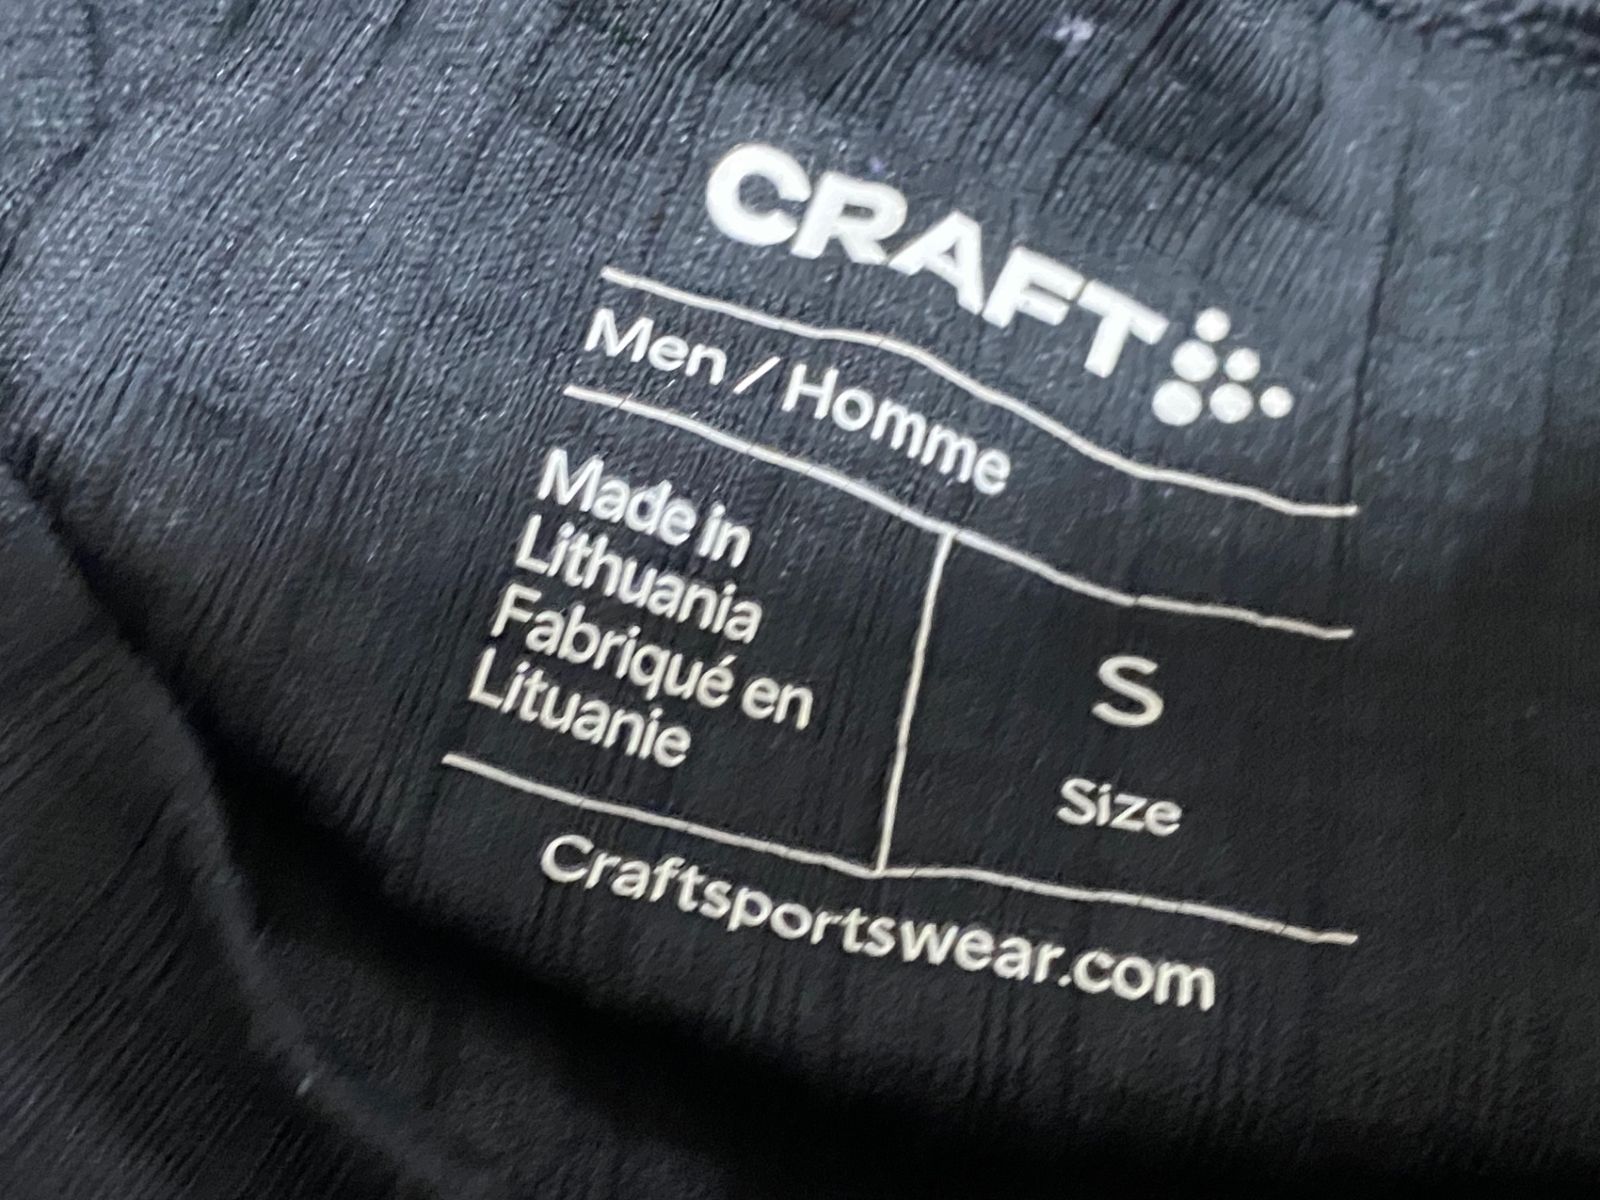 CRAFT
Men / Homme
Made in
Lithuania
Fabriqué en
Lituanie
S
Size
Craftsportswear.com